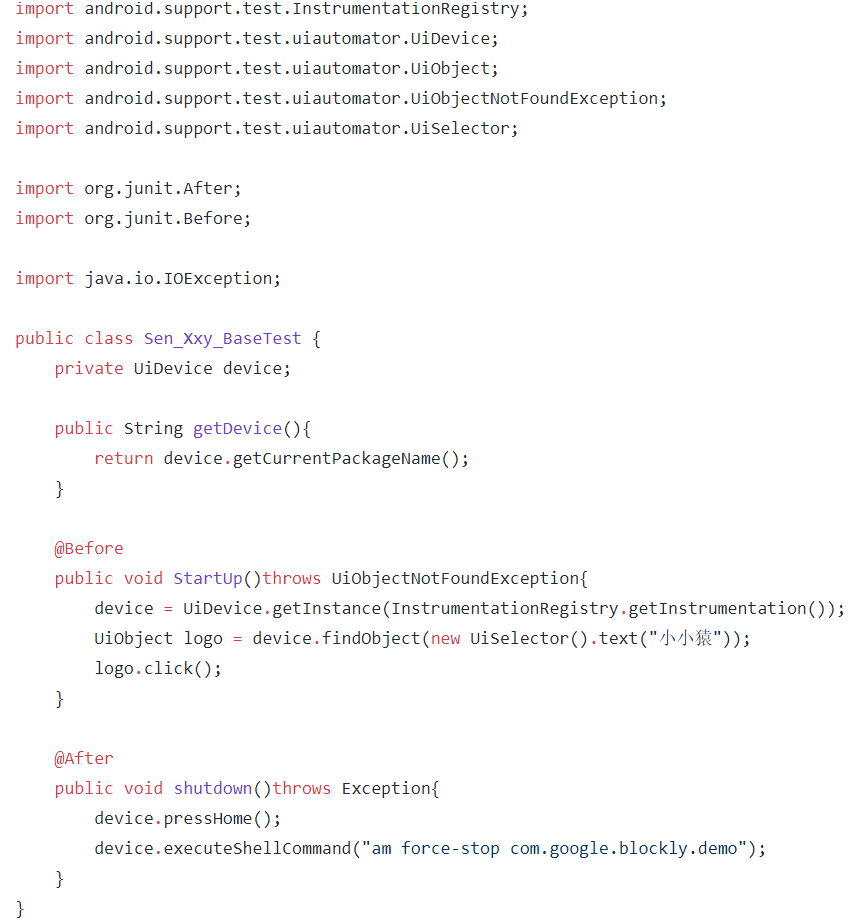 import android.support.test.InstrumentationRegistry;
import android.support.test.uiautomator.UiDevice;
import android.support.test.uiautomator.UiObject;
import android.support.test.uiautomator.UiObjectNotFoundException;
import android.support.test.uiautomator.UiSelector;

import org.junit.After;
import org.junit.Before;

import java.io.IOException;

public class Sen_Xxy_BaseTest {
    private UiDevice device;

    public String getDevice(){
        return device.getCurrentPackageName();
    }

    @Before
    public void StartUp()throws UiObjectNotFoundException{
        device = UiDevice.getInstance(InstrumentationRegistry.getInstrumentation());
        UiObject logo = device.findObject(new UiSelector().text("小小猿"));
        logo.click();
    }

    @After
    public void shutdown()throws Exception{
        device.pressHome();
        device.executeShellCommand("am force-stop com.google.blockly.demo");
    }
}